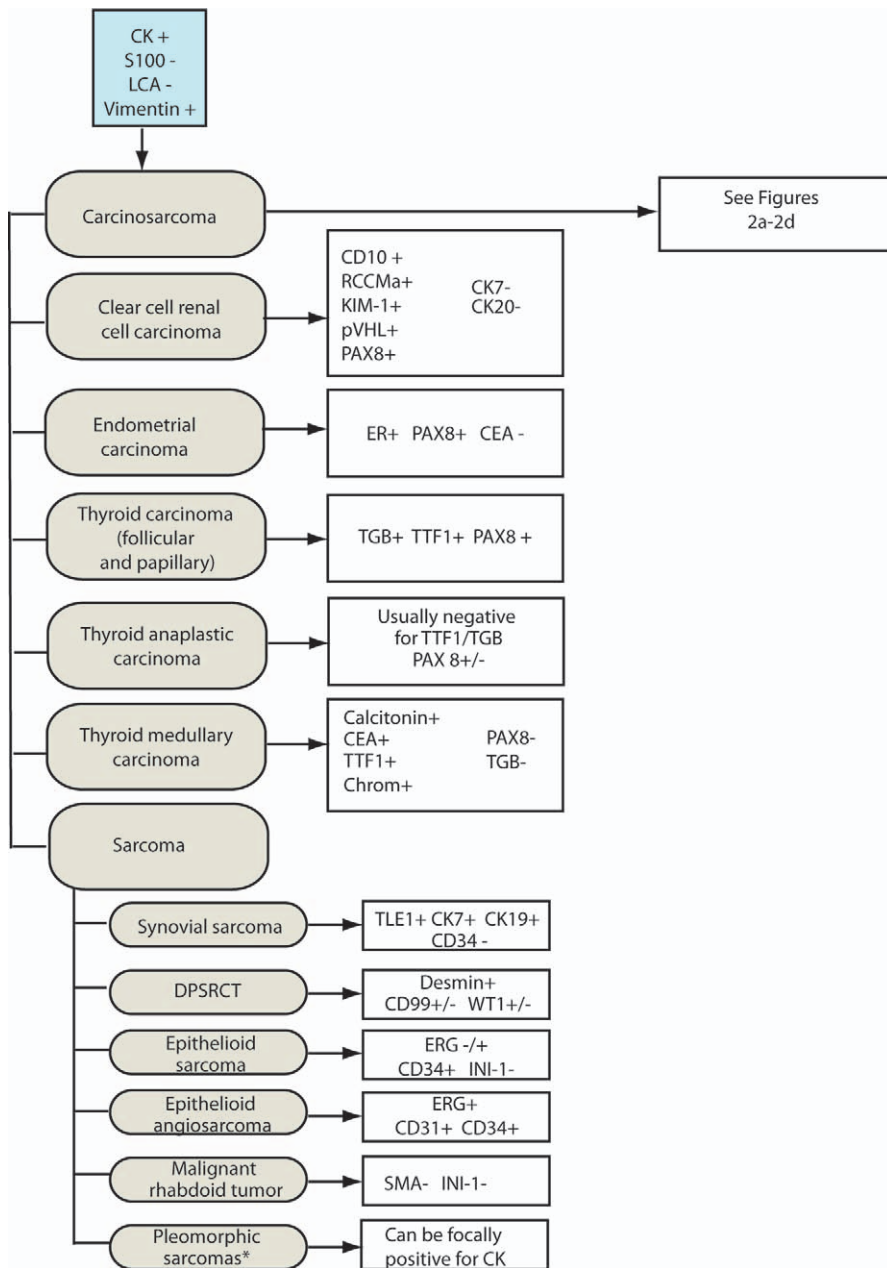 CK +
S100 -
LCA -
Vimentin +
Carcinosarcoma
See Figures
2a-2d
Clear cell renal
cell carcinoma
CD10 +
RCCMa+
KIM-1+
pVHL+
PAX8+
CK7-
CK20-
Endometrial
carcinoma
ER+ PAX8+ CEA -
Thyroid carcinoma
(follicular
and papillary)
TGB+ TTF1+ PAX8 +
Thyroid anaplastic
carcinoma
Usually negative
for TTF1/TGB
PAX 8+/-
Thyroid medullary
carcinoma
Calcitonin+
CEA+
TTF1+
Chrom+
PAX8-
TGB-
Sarcoma
Synovial sarcoma
TLE1+ CK7+ CK19+
CD34 -
DPSRCT
Desmin+
CD99+/- WT1+/-
Epithelioid
sarcoma
ERG -/+
CD34+ INI-1-
Epithelioid
angiosarcoma
ERG+
CD31+ CD34+
Malignant
rhabdoid tumor
SMA- INI-1-
Pleomorphic
sarcomas*
Can be focally
positive for CK